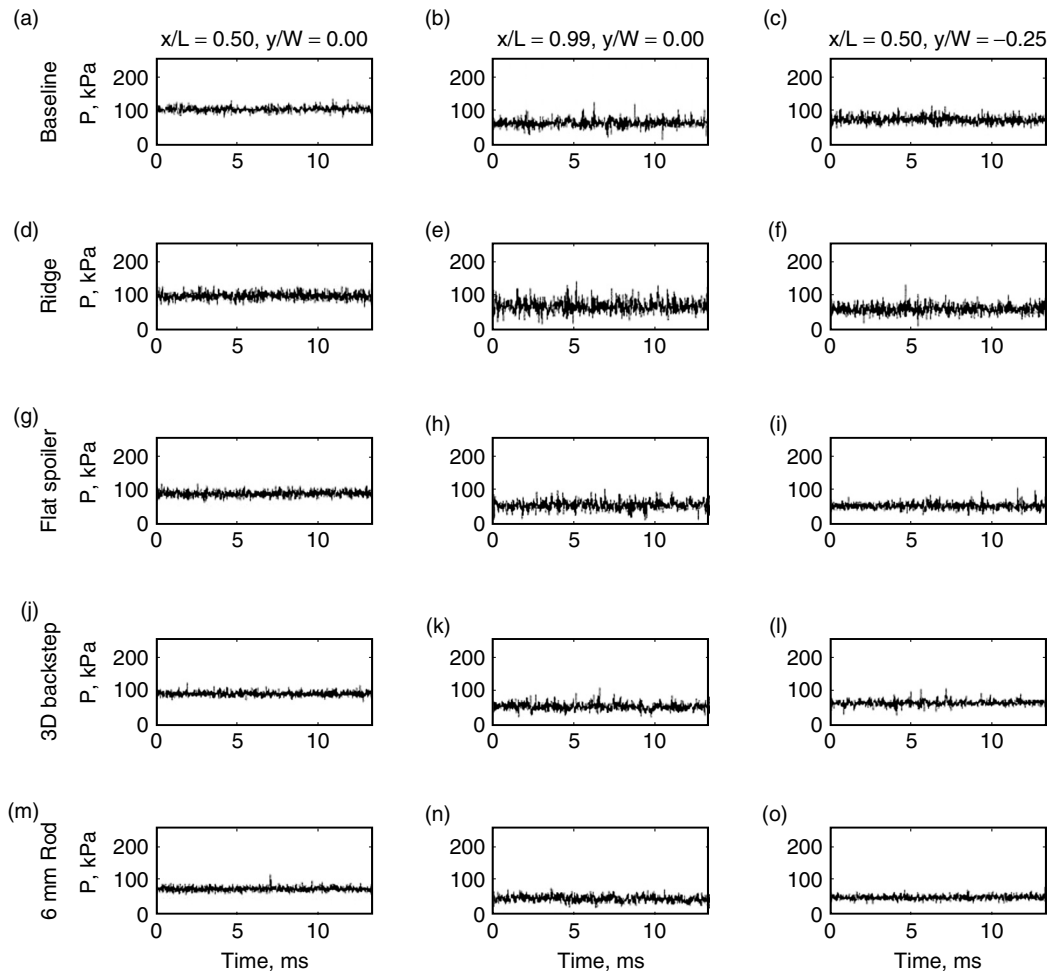 (a) (b) (c)
x/L = 0.50, y/W = 0.00 x/L = 0.99, y/W = 0.00 x/L = 0.50, y/W = −0.25
Baseline
P, kPa
200
100
0
0 5 10
200
100
0
0 5 10
200
100
0
0 5 10
(d) (e) (f)
Ridge
P, kPa
200
100
0
0 5 10
200
100
0
0 5 10
200
100
0
0 5 10
(g) (h) (i)
Flat spoiler
P, kPa
200
100
0
0 5 10
200
100
0
0 5 10
200
100
0
0 5 10
(j) (k) (l)
3D backstep
P, kPa
200
100
0
0 5 10
200
100
0
0 5 10
200
100
0
0 5 10
(m) (n) (o)
6 mm Rod
P, kPa
200
100
0
0 5 10
200
100
0
0 5 10
200
100
0
0 5 10
Time, ms Time, ms Time, ms